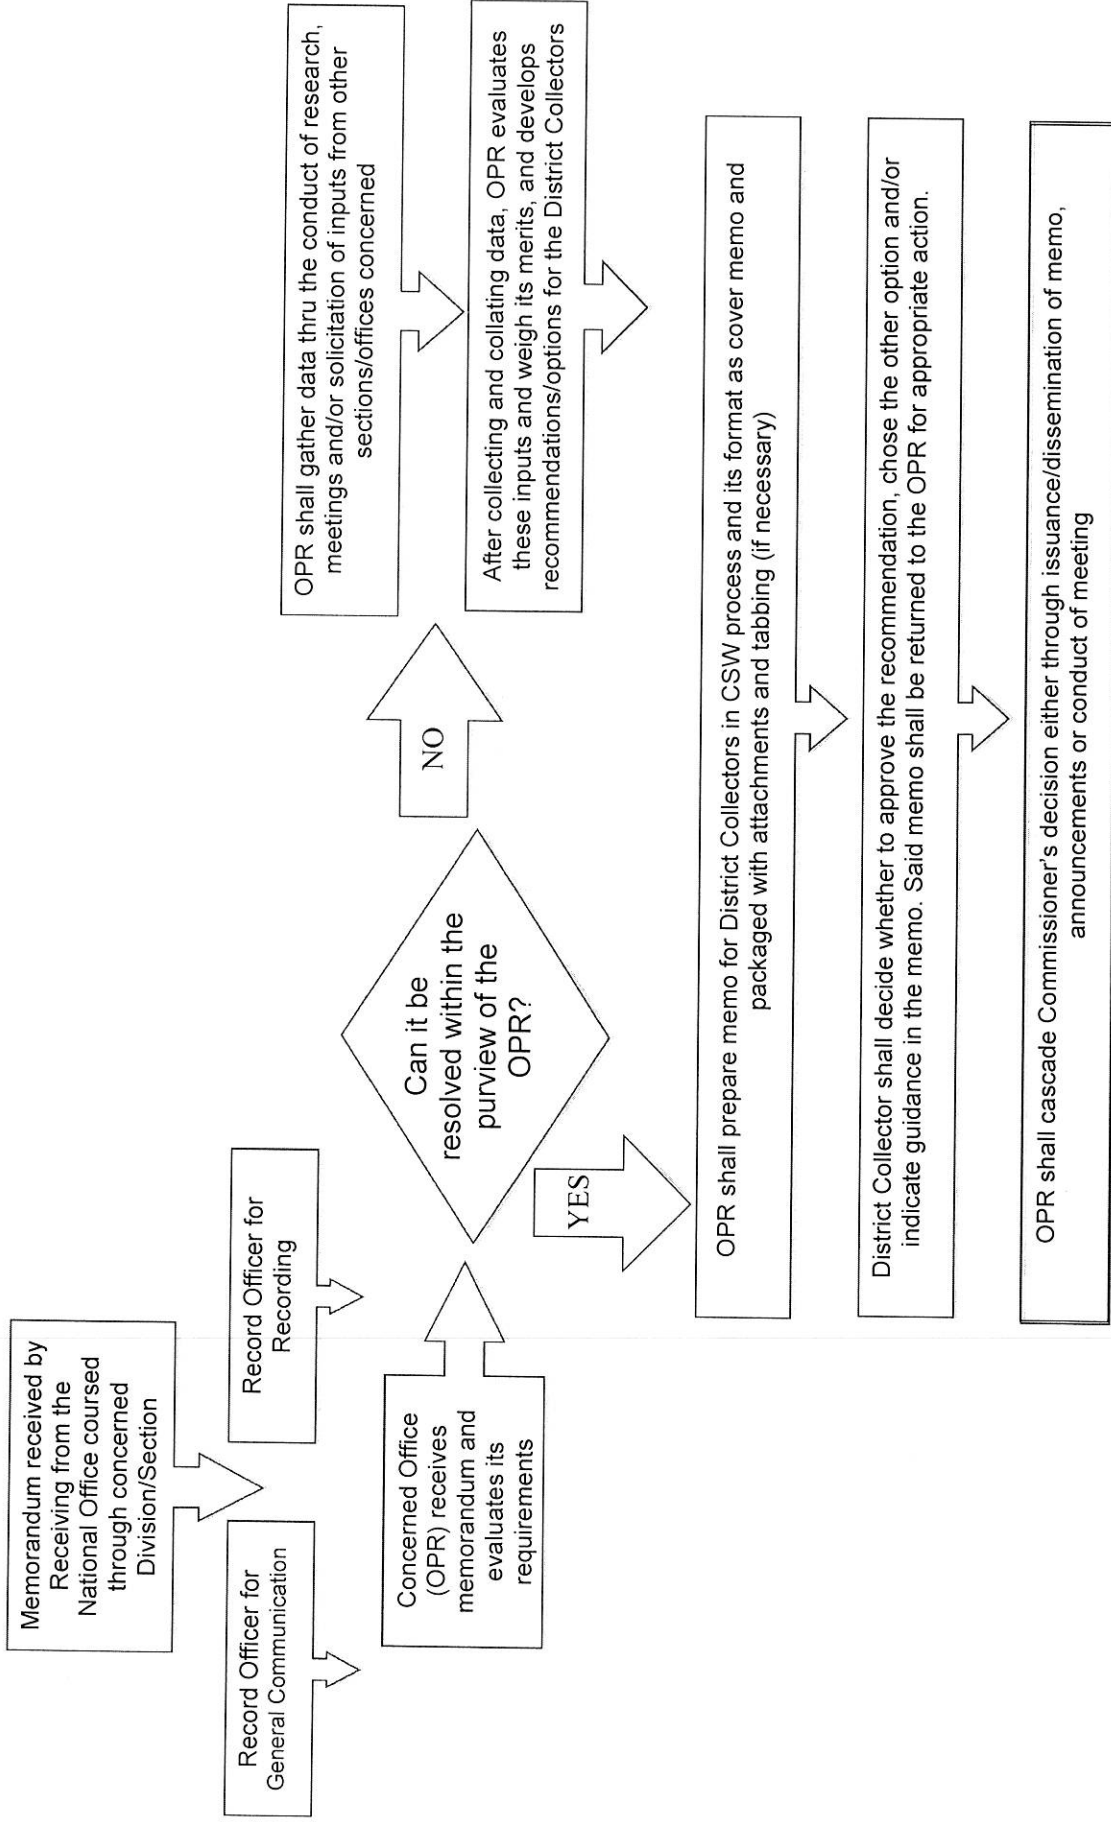 Memorandum received by
Receiving from the
National Office coursed
through concerned
Division/Section
Record Officer for
General Communication
Record Officer for
Recording
Concerned Office
(OPR) receives
memorandum and
evaluates its
requirements
Can it be
resolved within the
purview of the
OPR?
NO
YES
OPR shall gather data thru the conduct of research,
meetings and/or solicitation of inputs from other
sections/offices concerned
After collecting and collating data, OPR evaluates
these inputs and weigh its merits, and develops
recommendations/options for the District Collectors
OPR shall prepare memo for District Collectors in CSW process and its format as cover memo and
packaged with attachments and tabbing (if necessary)
District Collector shall decide whether to approve the recommendation, chose the other option and/or
indicate guidance in the memo. Said memo shall be returned to the OPR for appropriate action.
OPR shall cascade Commissioner's decision either through issuance/dissemination of memo,
announcements or conduct of meeting